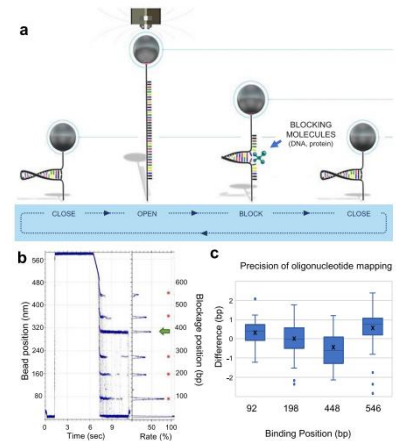 a
BLOCKING
MOLECULES
(DNA, protein)
CLOSE OPEN BLOCK CLOSE
b
Bead position (nm)
560
480
400
320
240
160
80
0
600
500
400
300
200
100
Blockage position (bp)
1 3 6 9
50 100
Time (sec) Rate (%)
c
Precision of oligonucleotide mapping
Difference (bp)
2
1
0
-1
-2
92 198 448 546
Binding Position (bp)